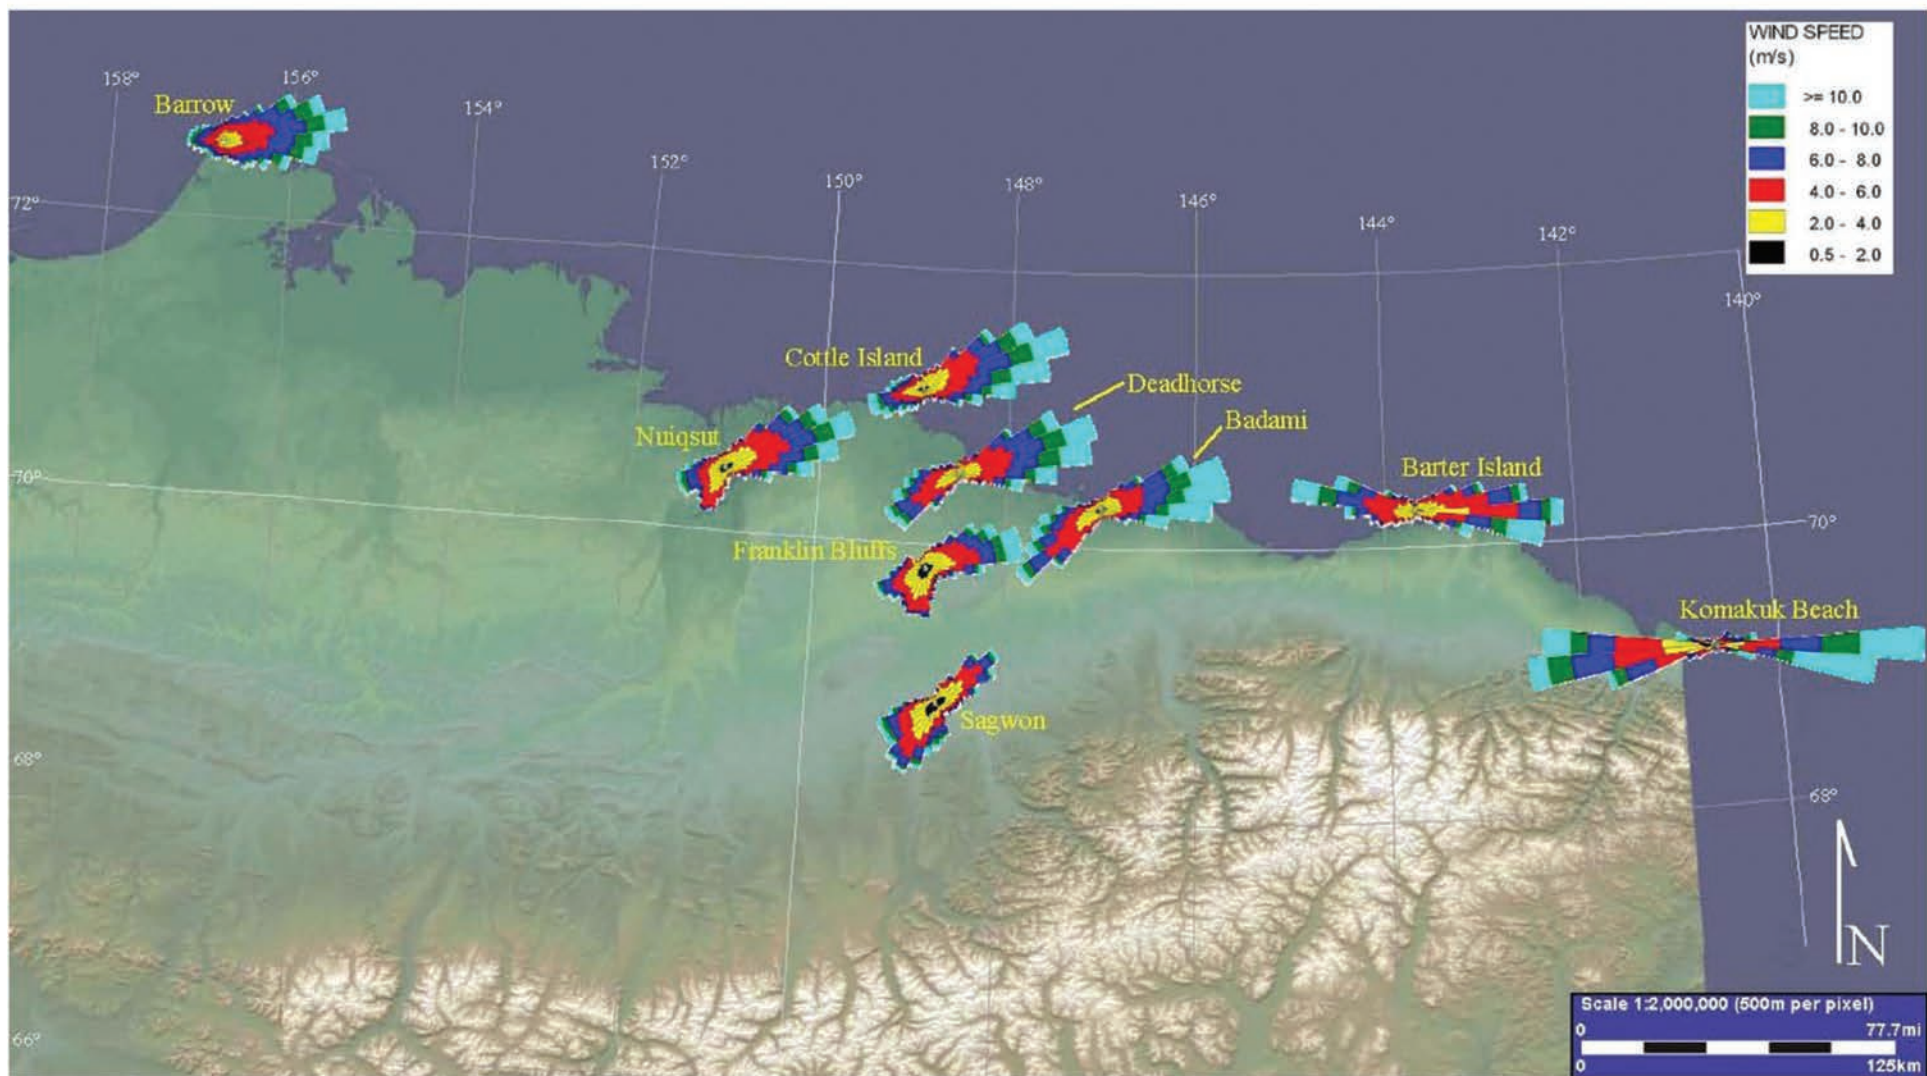 WIND SPEED
(m/s)
>= 10.0
8.0 - 10.0
6.0 - 8.0
4.0 - 6.0
2.0 - 4.0
0.5 - 2.0
158°
156°
Barrow
154°
152°
150°
148°
146°
144°
142°
140°
72°
Cottle Island
Deadhorse
Badami
Nuiqsut
Barter Island
70°
70°
Franklin Bluffs
Komakuk Beach
Sagwon
68°
68°
66°
N
Scale 1:2,000,000 (500m per pixel)
0 77.7mi
0 125km